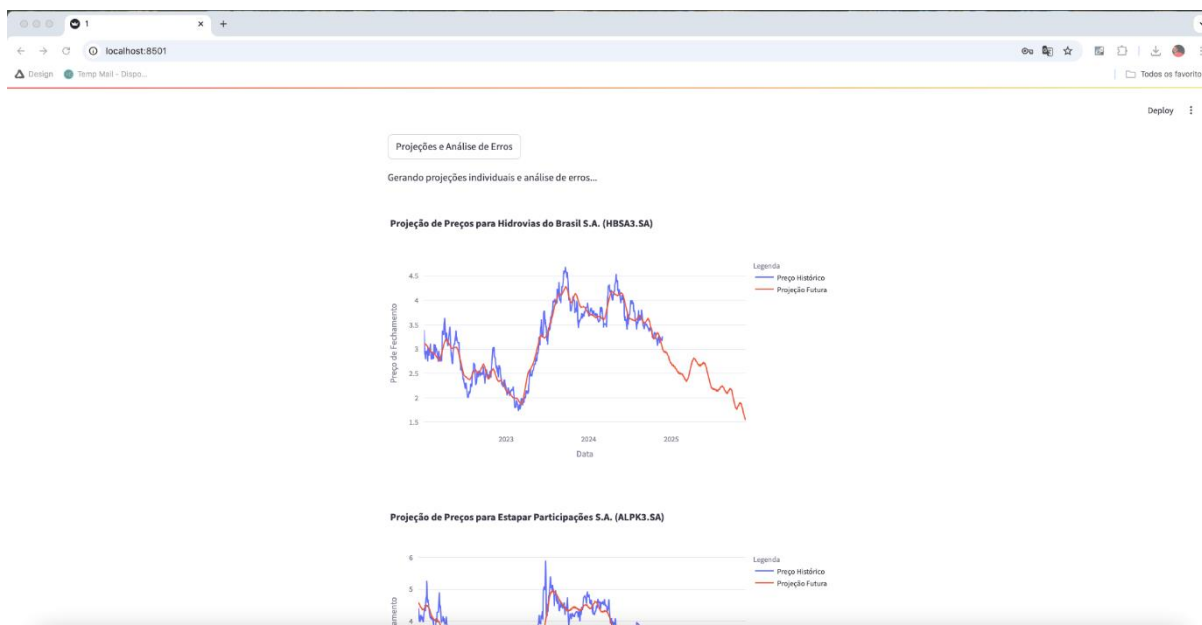 1
localhost:8501
Design
Temp Mail - Dispo...
Todos os favorito
Deploy
Projeções e Análise de Erros
Gerando projeções individuais e análise de erros...
Projeção de Preços para Hidrovias do Brasil S.A. (HBSA3.SA)
Legenda
Preço Histórico
Projeção Futura
Preço de Fechamento
4.5
4
3.5
3
2.5
2
1.5
2023
2024
2025
Data
Projeção de Preços para Estapar Participações S.A. (ALPK3.SA)
Legenda
Preço Histórico
Projeção Futura
6
5
4